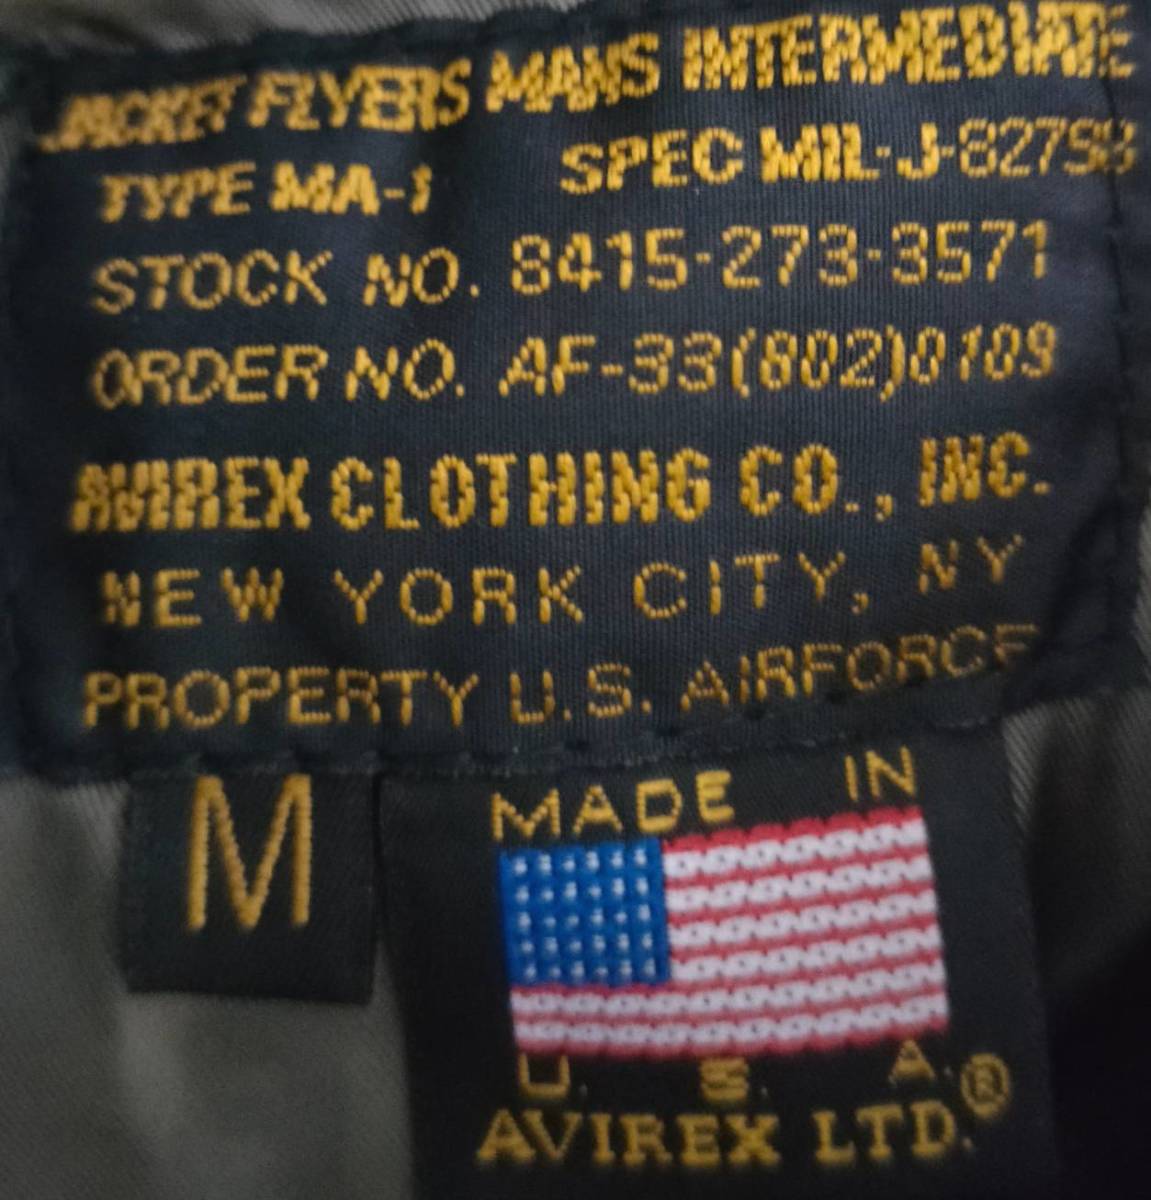 JACKET FLYERS MANS INTERMEDIATE
TYPE MA-1 SPEC MIL-J-8279B
STOCK NO. 8415-273-3571
ORDER NO. AF-33(802)0109
AVIREX CLOTHING CO., INC.
NEW YORK CITY, NY
PROPERTY U.S. AIRFORCE
M
MADE IN
U. S. A.
AVIREX LTD.®